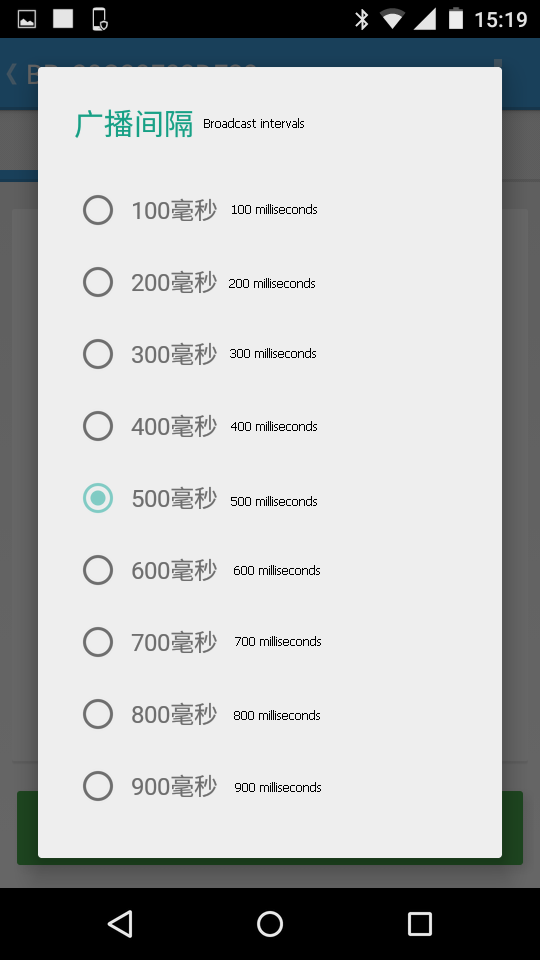 15:19
广播间隔 Broadcast intervals
100毫秒 100 milliseconds
200毫秒 200 milliseconds
300毫秒 300 milliseconds
400毫秒 400 milliseconds
500毫秒 500 milliseconds
600毫秒 600 milliseconds
700毫秒 700 milliseconds
800毫秒 800 milliseconds
900毫秒 900 milliseconds